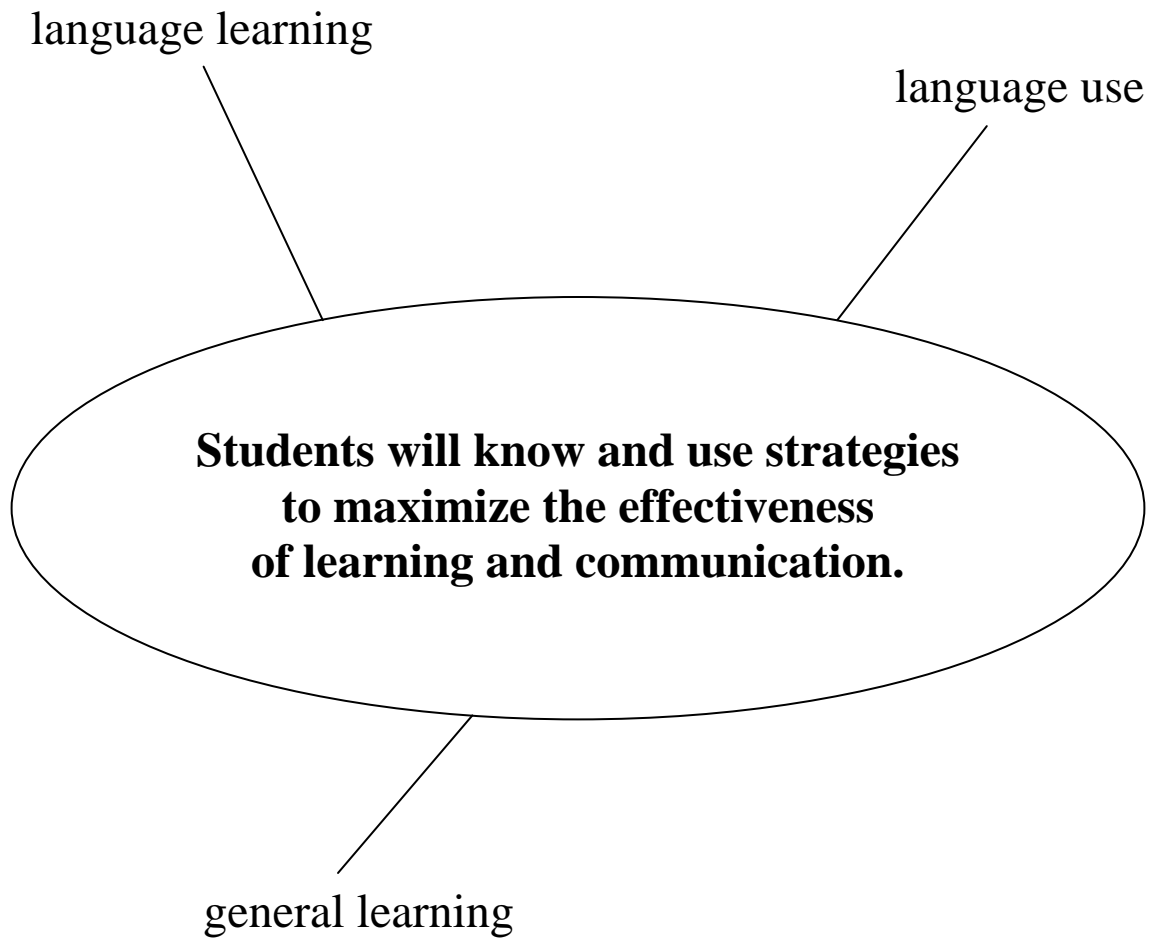 language learning
language use
Students will know and use strategies
to maximize the effectiveness
of learning and communication.
general learning